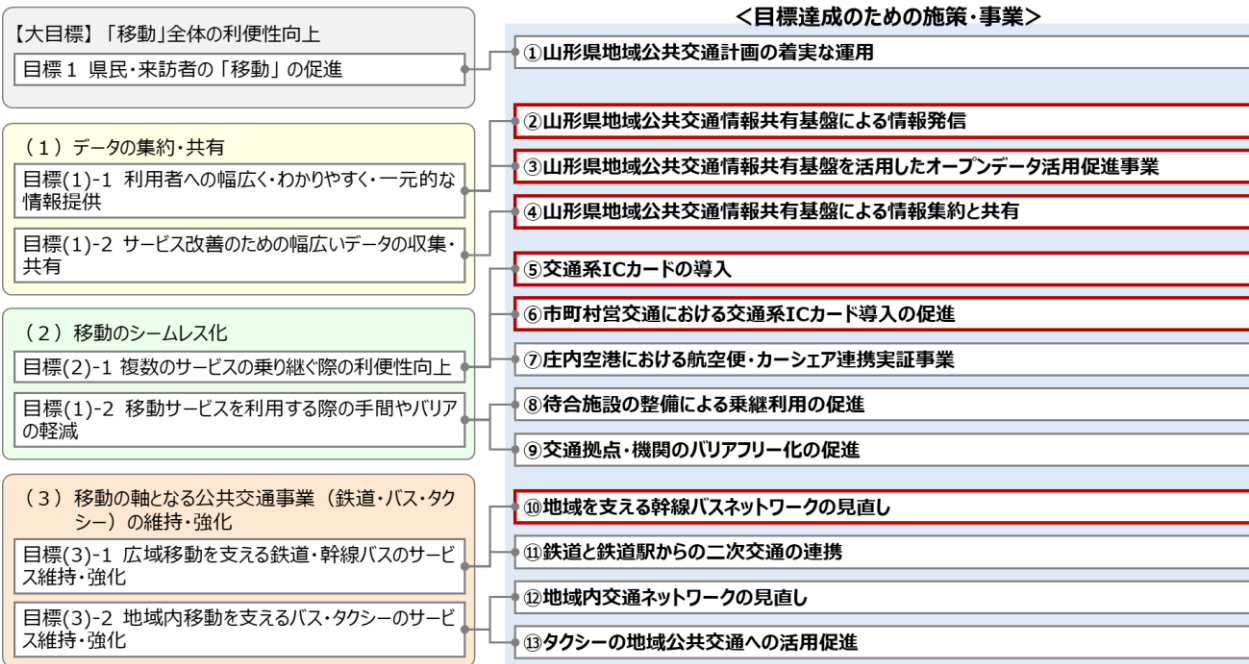 【大目標】「移動」全体の利便性向上
目標1 県民・来訪者の「移動」の促進
(1)データの集約・共有
目標(1)-1 利用者への幅広く・わかりやすく・一元的な
情報提供
目標(1)-2 サービス改善のための幅広いデータの収集・
共有
(2)移動のシームレス化
目標(2)-1 複数のサービスの乗り継ぐ際の利便性向上
目標(1)-2 移動サービスを利用する際の手間やバリア
の軽減
(3)移動の軸となる公共交通事業(鉄道・バス・タク
シー)の維持・強化
目標(3)-1 広域移動を支える鉄道・幹線バスのサービ
ス維持・強化
目標(3)-2 地域内移動を支えるバス・タクシーのサービ
ス維持・強化
<目標達成のための施策・事業>
①山形県地域公共交通計画の着実な運用
②山形県地域公共交通情報共有基盤による情報発信
③山形県地域公共交通情報共有基盤を活用したオープンデータ活用促進事業
④山形県地域公共交通情報共有基盤による情報集約と共有
⑤交通系ICカードの導入
⑥市町村営交通における交通系ICカード導入の促進
⑦庄内空港における航空便・カーシェア連携実証事業
⑧待合施設の整備による乗継利用の促進
⑨交通拠点・機関のバリアフリー化の促進
⑩地域を支える幹線バスネットワークの見直し
⑪鉄道と鉄道駅からの二次交通の連携
⑫地域内交通ネットワークの見直し
⑬タクシーの地域公共交通への活用促進